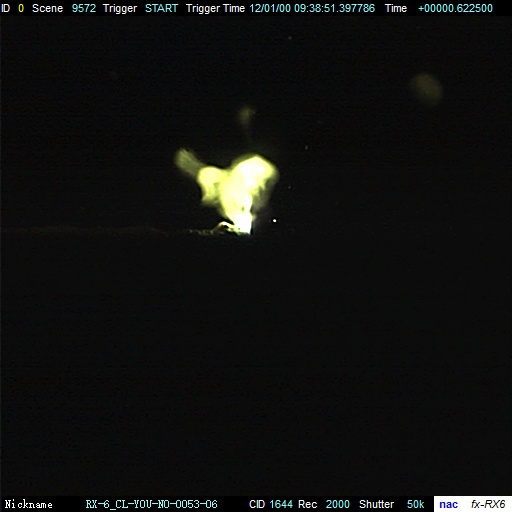 ID 0 Scene 9572 Trigger START Trigger Time 12/01/00 09:38:51.397786 Time +00000.622500
Nickname RX-6_CL-YOU-NO-0053-06 CID 1644 Rec 2000 Shutter 50k nac fx-RX6